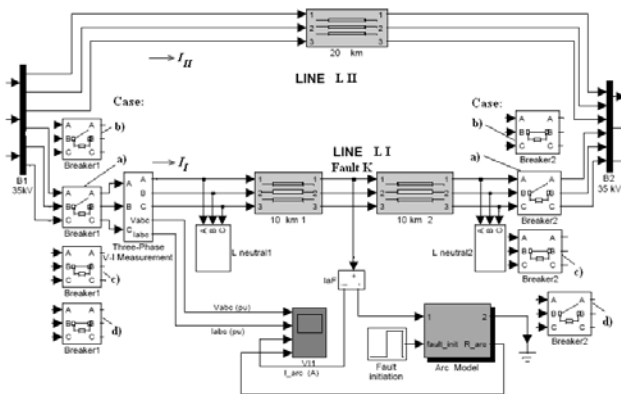 1
2
3
1
2
3
20 km
I_II
LINE L II
Case:
b)
A
B
C
A
B
C
Breaker1
B1
35kV
a)
A
B
C
A
B
C
Breaker1
I_I
A
B
C
A
B
C
Vabc
Iabc
Three-Phase
V-I Measurement
LINE L I
Fault K
1
2
3
1
2
3
10 km 1
1
2
3
1
2
3
10 km 2
A
B
C
L neutral1
A
B
C
L neutral2
Case:
b)
A
B
C
A
B
C
Breaker2
B2
35 kV
a)
A
B
C
A
B
C
Breaker2
c)
A
B
C
A
B
C
Breaker1
d)
A
B
C
A
B
C
Breaker1
c)
A
B
C
A
B
C
Breaker2
d)
A
B
C
A
B
C
Breaker2
IaF
+
-
Vabc (pu)
Iabc (pu)
I_arc (A)
VI1
Fault
initiation
1
2
fault_init
R_arc
Arc Model